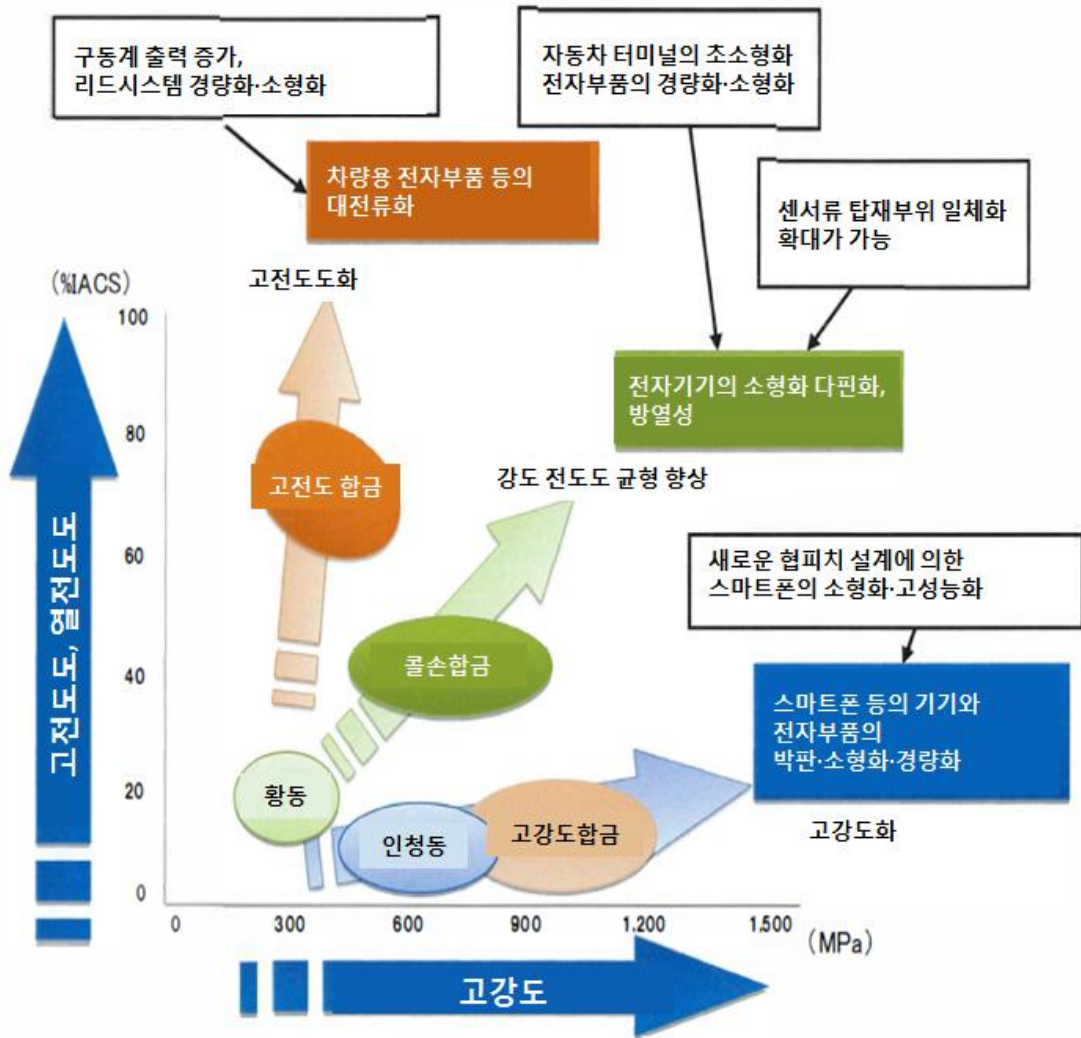 구동계 출력 증가,
리드시스템 경량화·소형화
자동차 터미널의 초소형화
전자부품의 경량화·소형화
차량용 전자부품 등의
대전류화
센서류 탑재부위 일체화
확대가 가능
(%IACS)
고전도도화
100
전자기기의 소형화 다핀화,
방열성
80
고전도 합금
강도 전도도 균형 향상
60
새로운 협피치 설계에 의한
스마트폰의 소형화·고성능화
고전도도, 열전도도
콜손합금
40
스마트폰 등의 기기와
전자부품의
박판·소형화·경량화
황동
20
인청동
고강도합금
고강도화
0
0 300 600 900 1,200 1,500 (MPa)
고강도